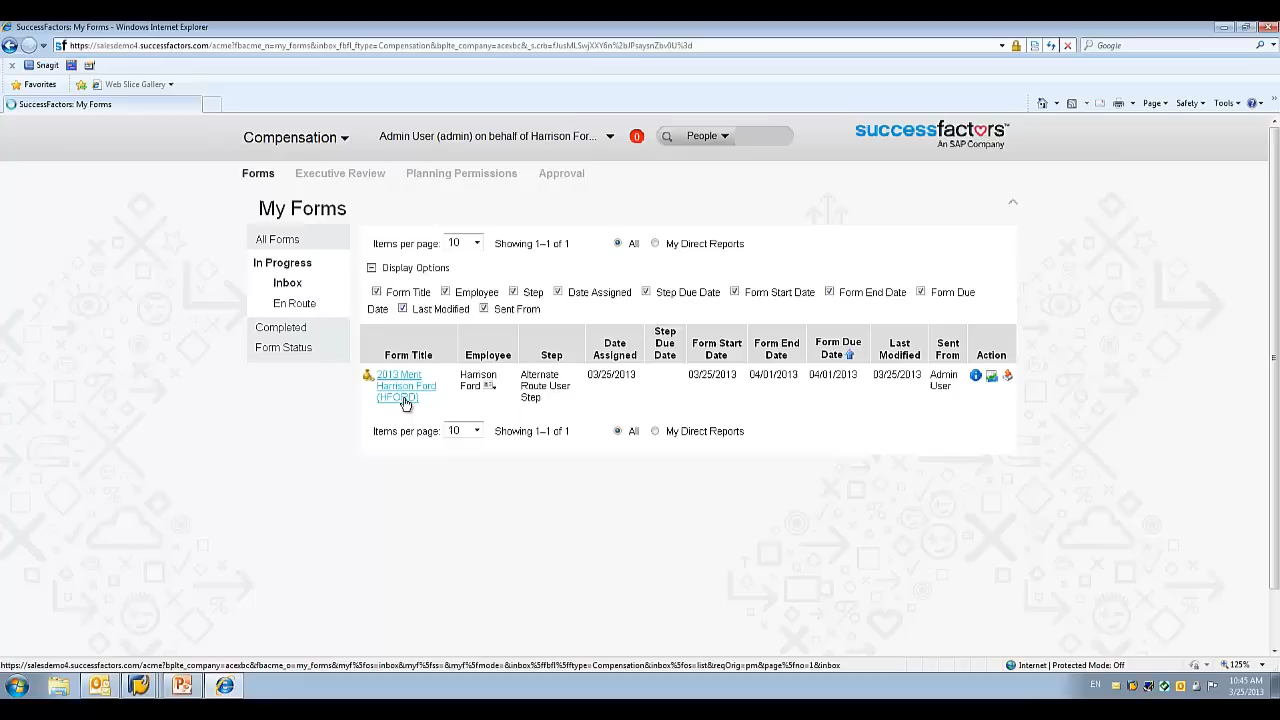 SuccessFactors: My Forms - Windows Internet Explorer
Google
Snagit
Favorites
Web Slice Gallery
SuccessFactors: My Forms
Page
Safety
Tools
Compensation
Admin User (admin) on behalf of Harrison For...
0
People
successfactors
An SAP Company
Forms
Executive Review
Planning Permissions
Approval
My Forms
All Forms
In Progress
Inbox
En Route
Completed
Form Status
Items per page: 10 Showing 1–1 of 1 All My Direct Reports
Display Options
Form Title Employee Step Date Assigned Step Due Date Form Start Date Form End Date Form Due
Date Last Modified Sent From
Form Title
Employee
Step
Date
Assigned
Step
Due
Date
Form Start
Date
Form End
Date
Form Due
Date
Last
Modified
Sent
From
Action
2013 Merit
Harrison Ford
(HFORD)
Harrison
Ford
Alternate
Route User
Step
03/25/2013
03/25/2013
04/01/2013
04/01/2013
03/25/2013
Admin
User
Items per page: 10 Showing 1–1 of 1 All My Direct Reports
Internet | Protected Mode: Off
125%
EN
10:45 AM
3/25/2013